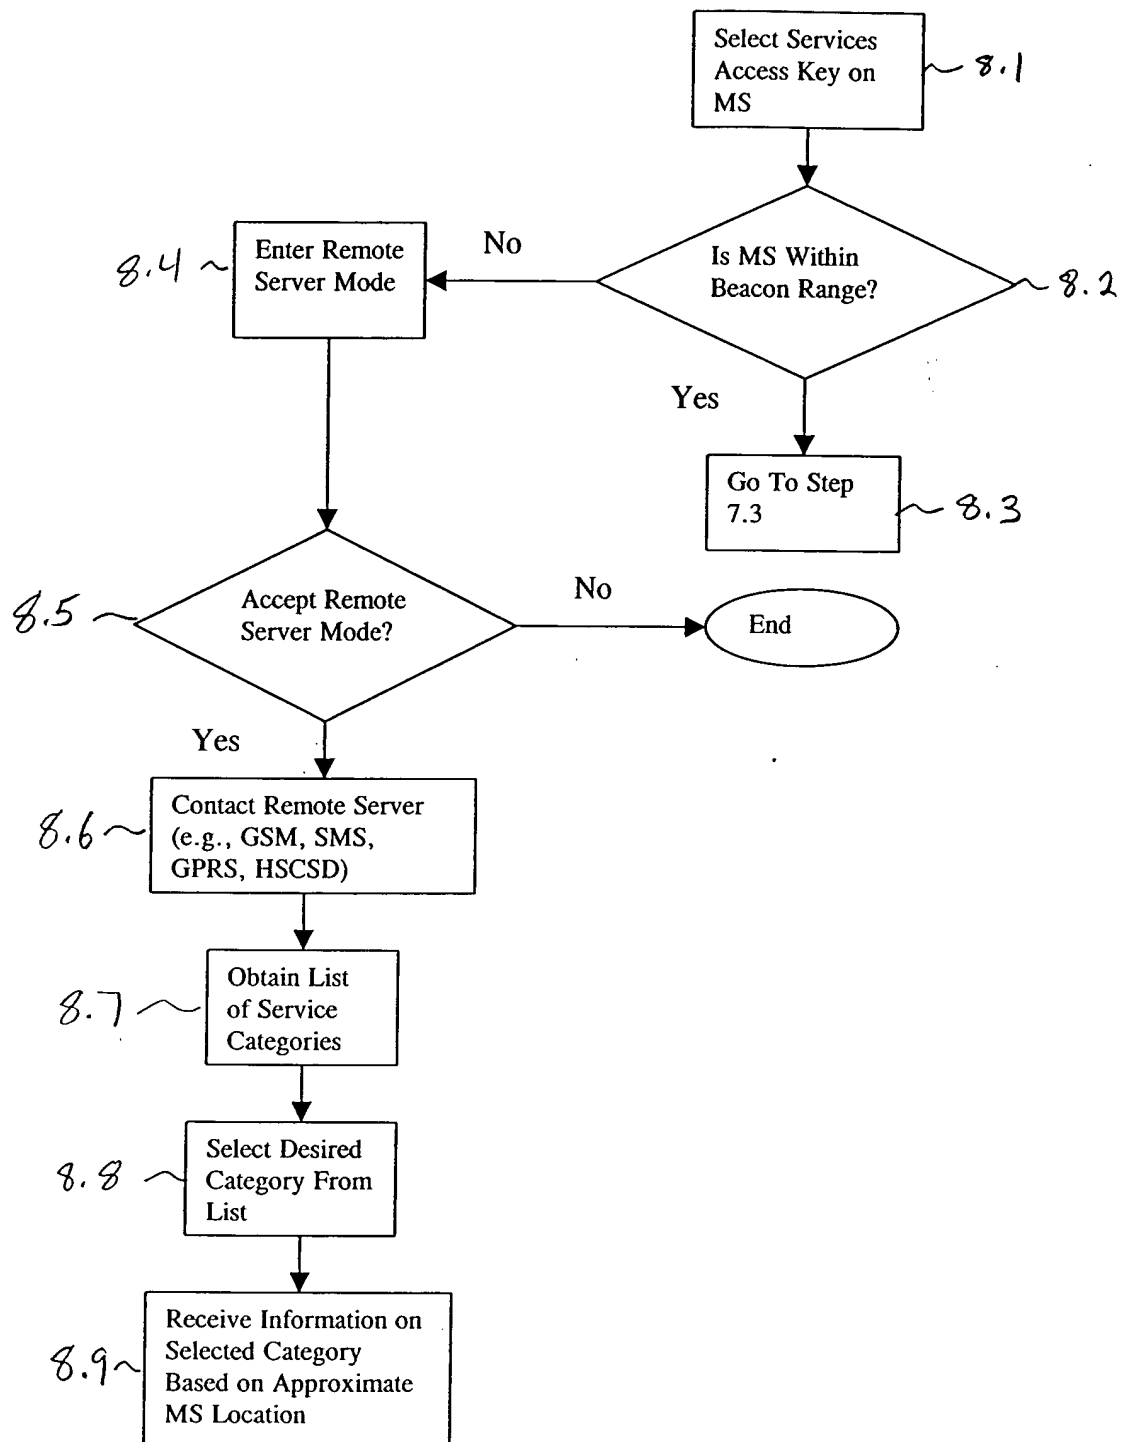 Select Services
Access Key on
MS
8.1
Is MS Within
Beacon Range?
8.2
No
Enter Remote
Server Mode
8.4
Yes
Go To Step
7.3
8.3
8.5
Accept Remote
Server Mode?
No
End
Yes
8.6
Contact Remote Server
(e.g., GSM, SMS,
GPRS, HSCSD)
8.7
Obtain List
of Service
Categories
8.8
Select Desired
Category From
List
8.9
Receive Information on
Selected Category
Based on Approximate
MS Location